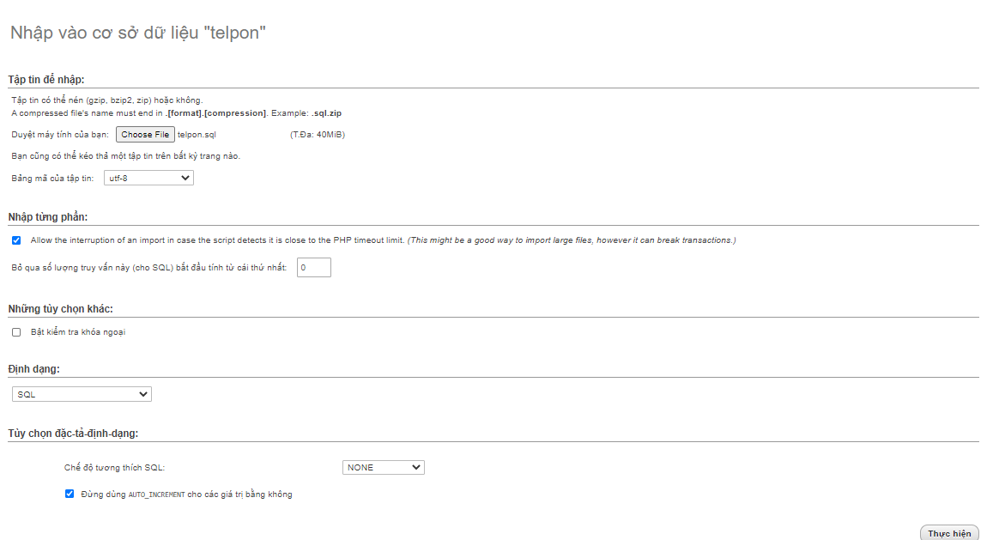 Nhập vào cơ sở dữ liệu "telpon"
Tập tin để nhập:
Tập tin có thể nén (gzip, bzip2, zip) hoặc không.
A compressed file's name must end in .[format].[compression]. Example: .sql.zip
Duyệt máy tính của bạn: Choose File telpon.sql (T.Đa: 40MiB)
Bạn cũng có thể kéo thả một tập tin trên bất kỳ trang nào.
Bảng mã của tập tin: utf-8
Nhập từng phần:
Allow the interruption of an import in case the script detects it is close to the PHP timeout limit. (This might be a good way to import large files, however it can break transactions.)
Bỏ qua số lượng truy vấn này (cho SQL) bắt đầu tính từ cái thứ nhất: 0
Những tùy chọn khác:
Bật kiểm tra khóa ngoại
Định dạng:
SQL
Tùy chọn đặc-tả-định-dạng:
Chế độ tương thích SQL: NONE
Đừng dùng AUTO_INCREMENT cho các giá trị bằng không
Thực hiện